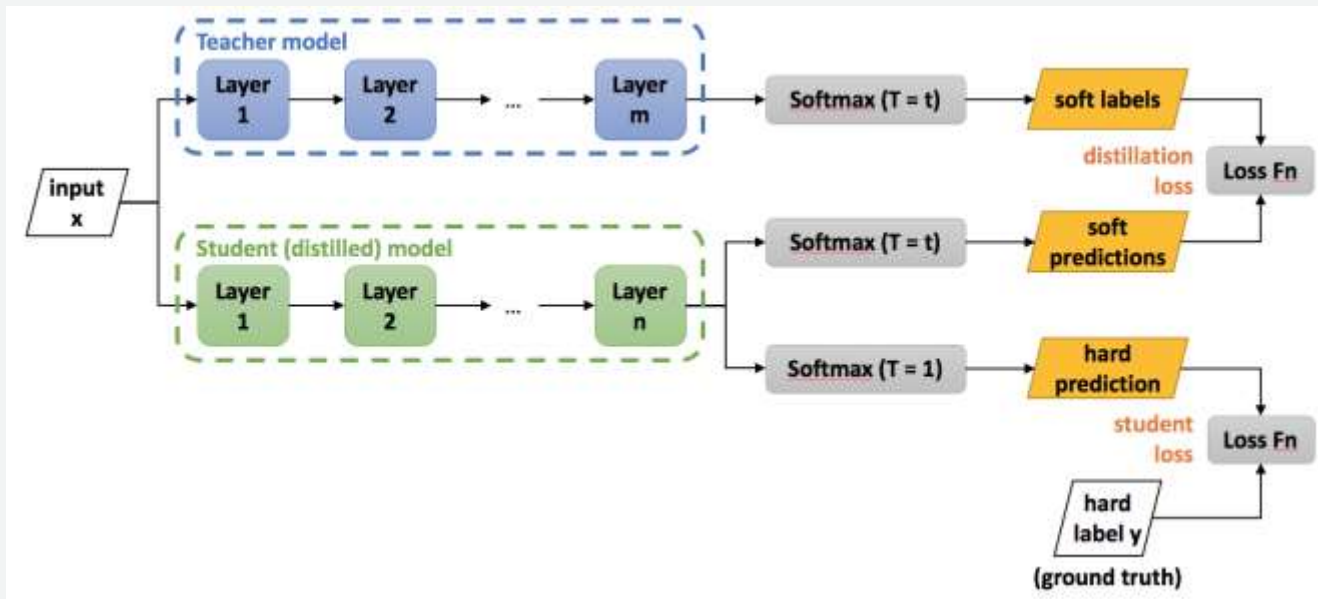 Teacher model
Layer
1
Layer
2
...
Layer
m
Softmax (T = t)
soft labels
input
x
distillation
loss
Loss Fn
Student (distilled) model
Layer
1
Layer
2
...
Layer
n
Softmax (T = t)
soft
predictions
Softmax (T = 1)
hard
prediction
student
loss
Loss Fn
hard
label y
(ground truth)